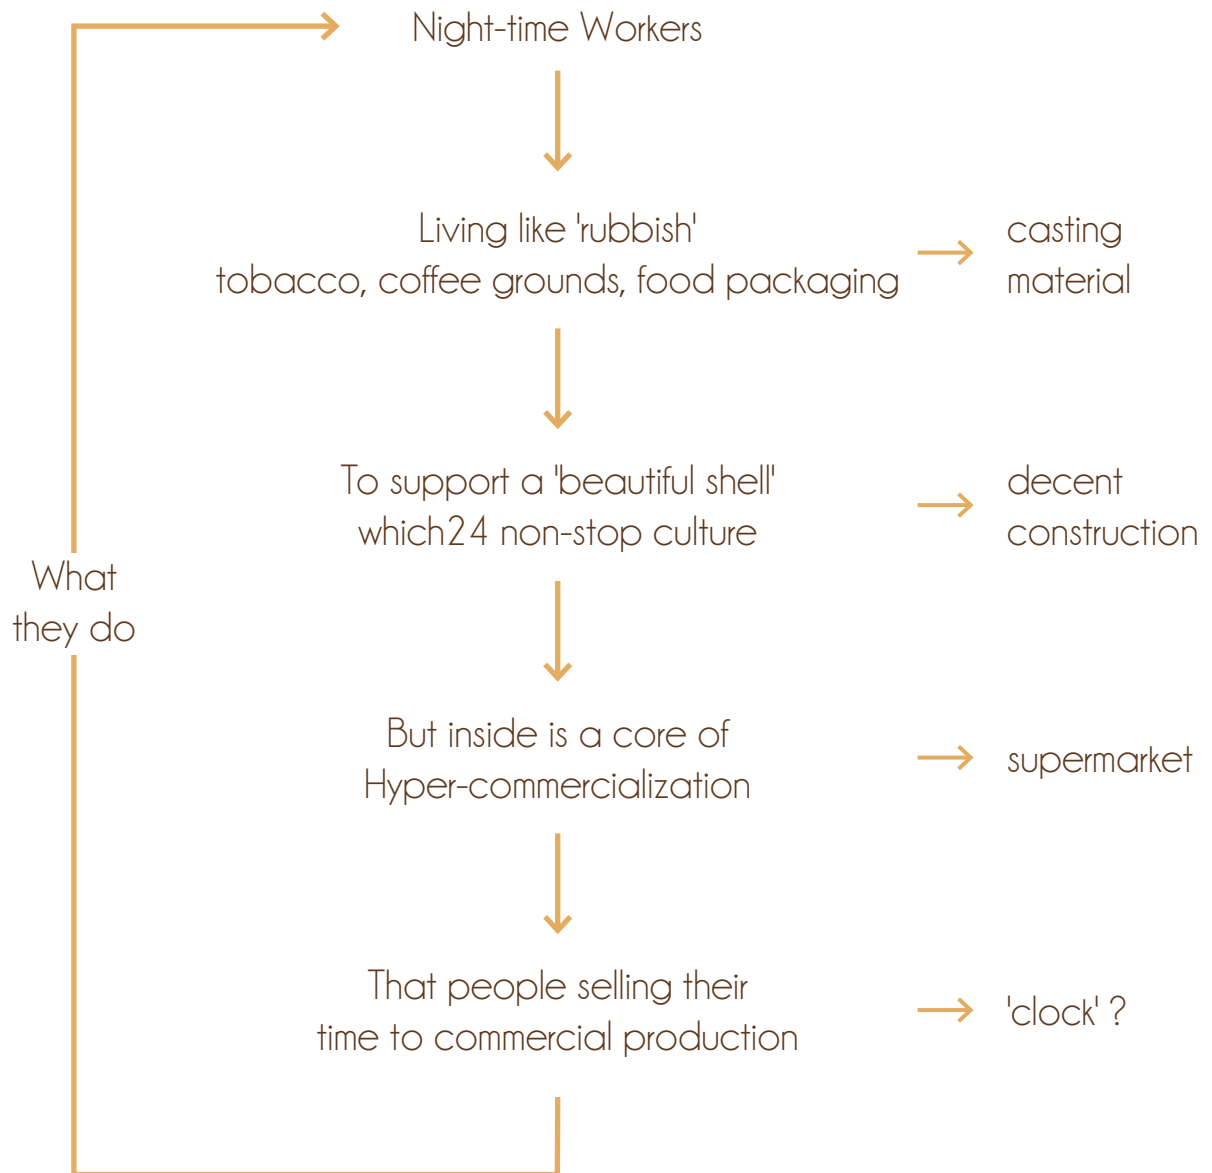 Night-time Workers
Living like 'rubbish'
tobacco, coffee grounds, food packaging
casting
material
To support a 'beautiful shell'
which24 non-stop culture
decent
construction
What
they do
But inside is a core of
Hyper-commercialization
supermarket
That people selling their
time to commercial production
'clock' ?